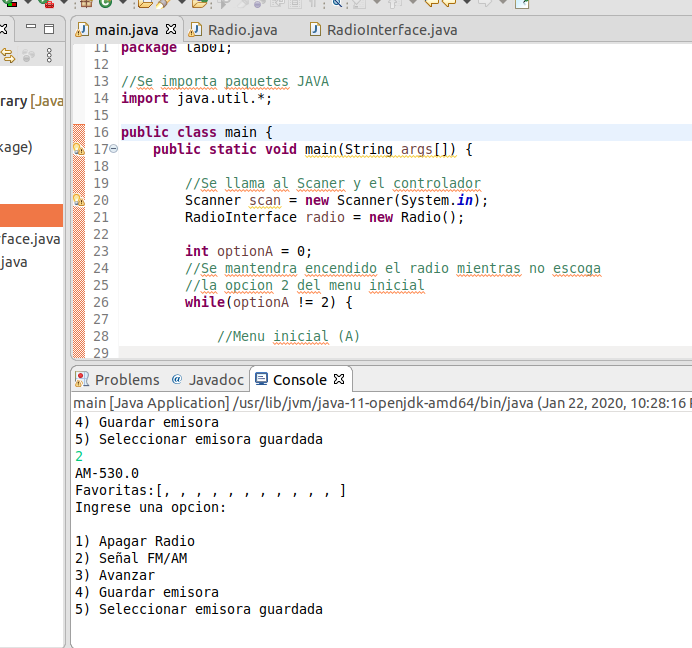 main.java
Radio.java
RadioInterface.java
rary [Java
kage)
face.java
java
11 package lab01;
12
13 //Se importa paquetes JAVA
14 import java.util.*;
15
16 public class main {
17 public static void main(String args[]) {
18
19 //Se llama al Scaner y el controlador
20 Scanner scan = new Scanner(System.in);
21 RadioInterface radio = new Radio();
22
23 int optionA = 0;
24 //Se mantendra encendido el radio mientras no escoga
25 //la opcion 2 del menu inicial
26 while(optionA != 2) {
27
28 //Menu inicial (A)
29
Problems @ Javadoc Console
main [Java Application] /usr/lib/jvm/java-11-openjdk-amd64/bin/java (Jan 22, 2020, 10:28:16 P
4) Guardar emisora
5) Seleccionar emisora guardada
2
AM-530.0
Favoritas:[, , , , , , , , , , , ]
Ingrese una opcion:
1) Apagar Radio
2) Señal FM/AM
3) Avanzar
4) Guardar emisora
5) Seleccionar emisora guardada